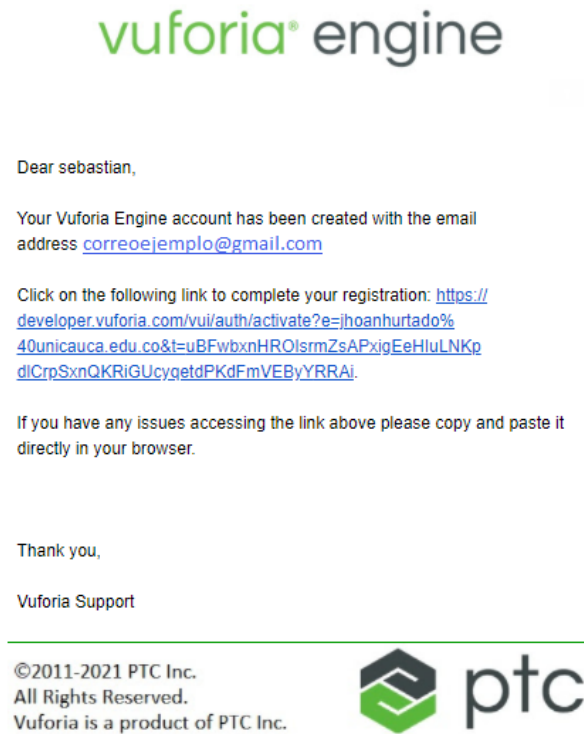 vuforia® engine
Dear sebastian,
Your Vuforia Engine account has been created with the email
address correoejemplo@gmail.com
Click on the following link to complete your registration: https://
developer.vuforia.com/vui/auth/activate?e=jhoanhurtado%
40unicauca.edu.co&t=uBFwbxnHROIsrmZsAPxigEeHIuLNKp
dlCrpSxnQKRiGUcyqetdPKdFmVEByYRRAi.
If you have any issues accessing the link above please copy and paste it
directly in your browser.
Thank you,
Vuforia Support
©2011-2021 PTC Inc.
All Rights Reserved.
Vuforia is a product of PTC Inc.
ptc